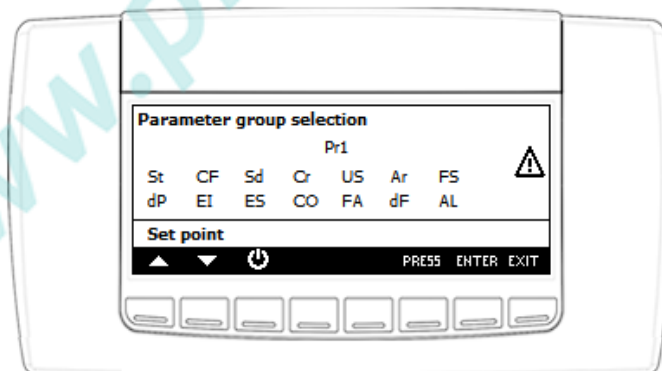 www.p
Parameter group selection
Pr1
St CF Sd Cr US Ar FS
dP EI ES CO FA dF AL
Set point
PRESS ENTER EXIT